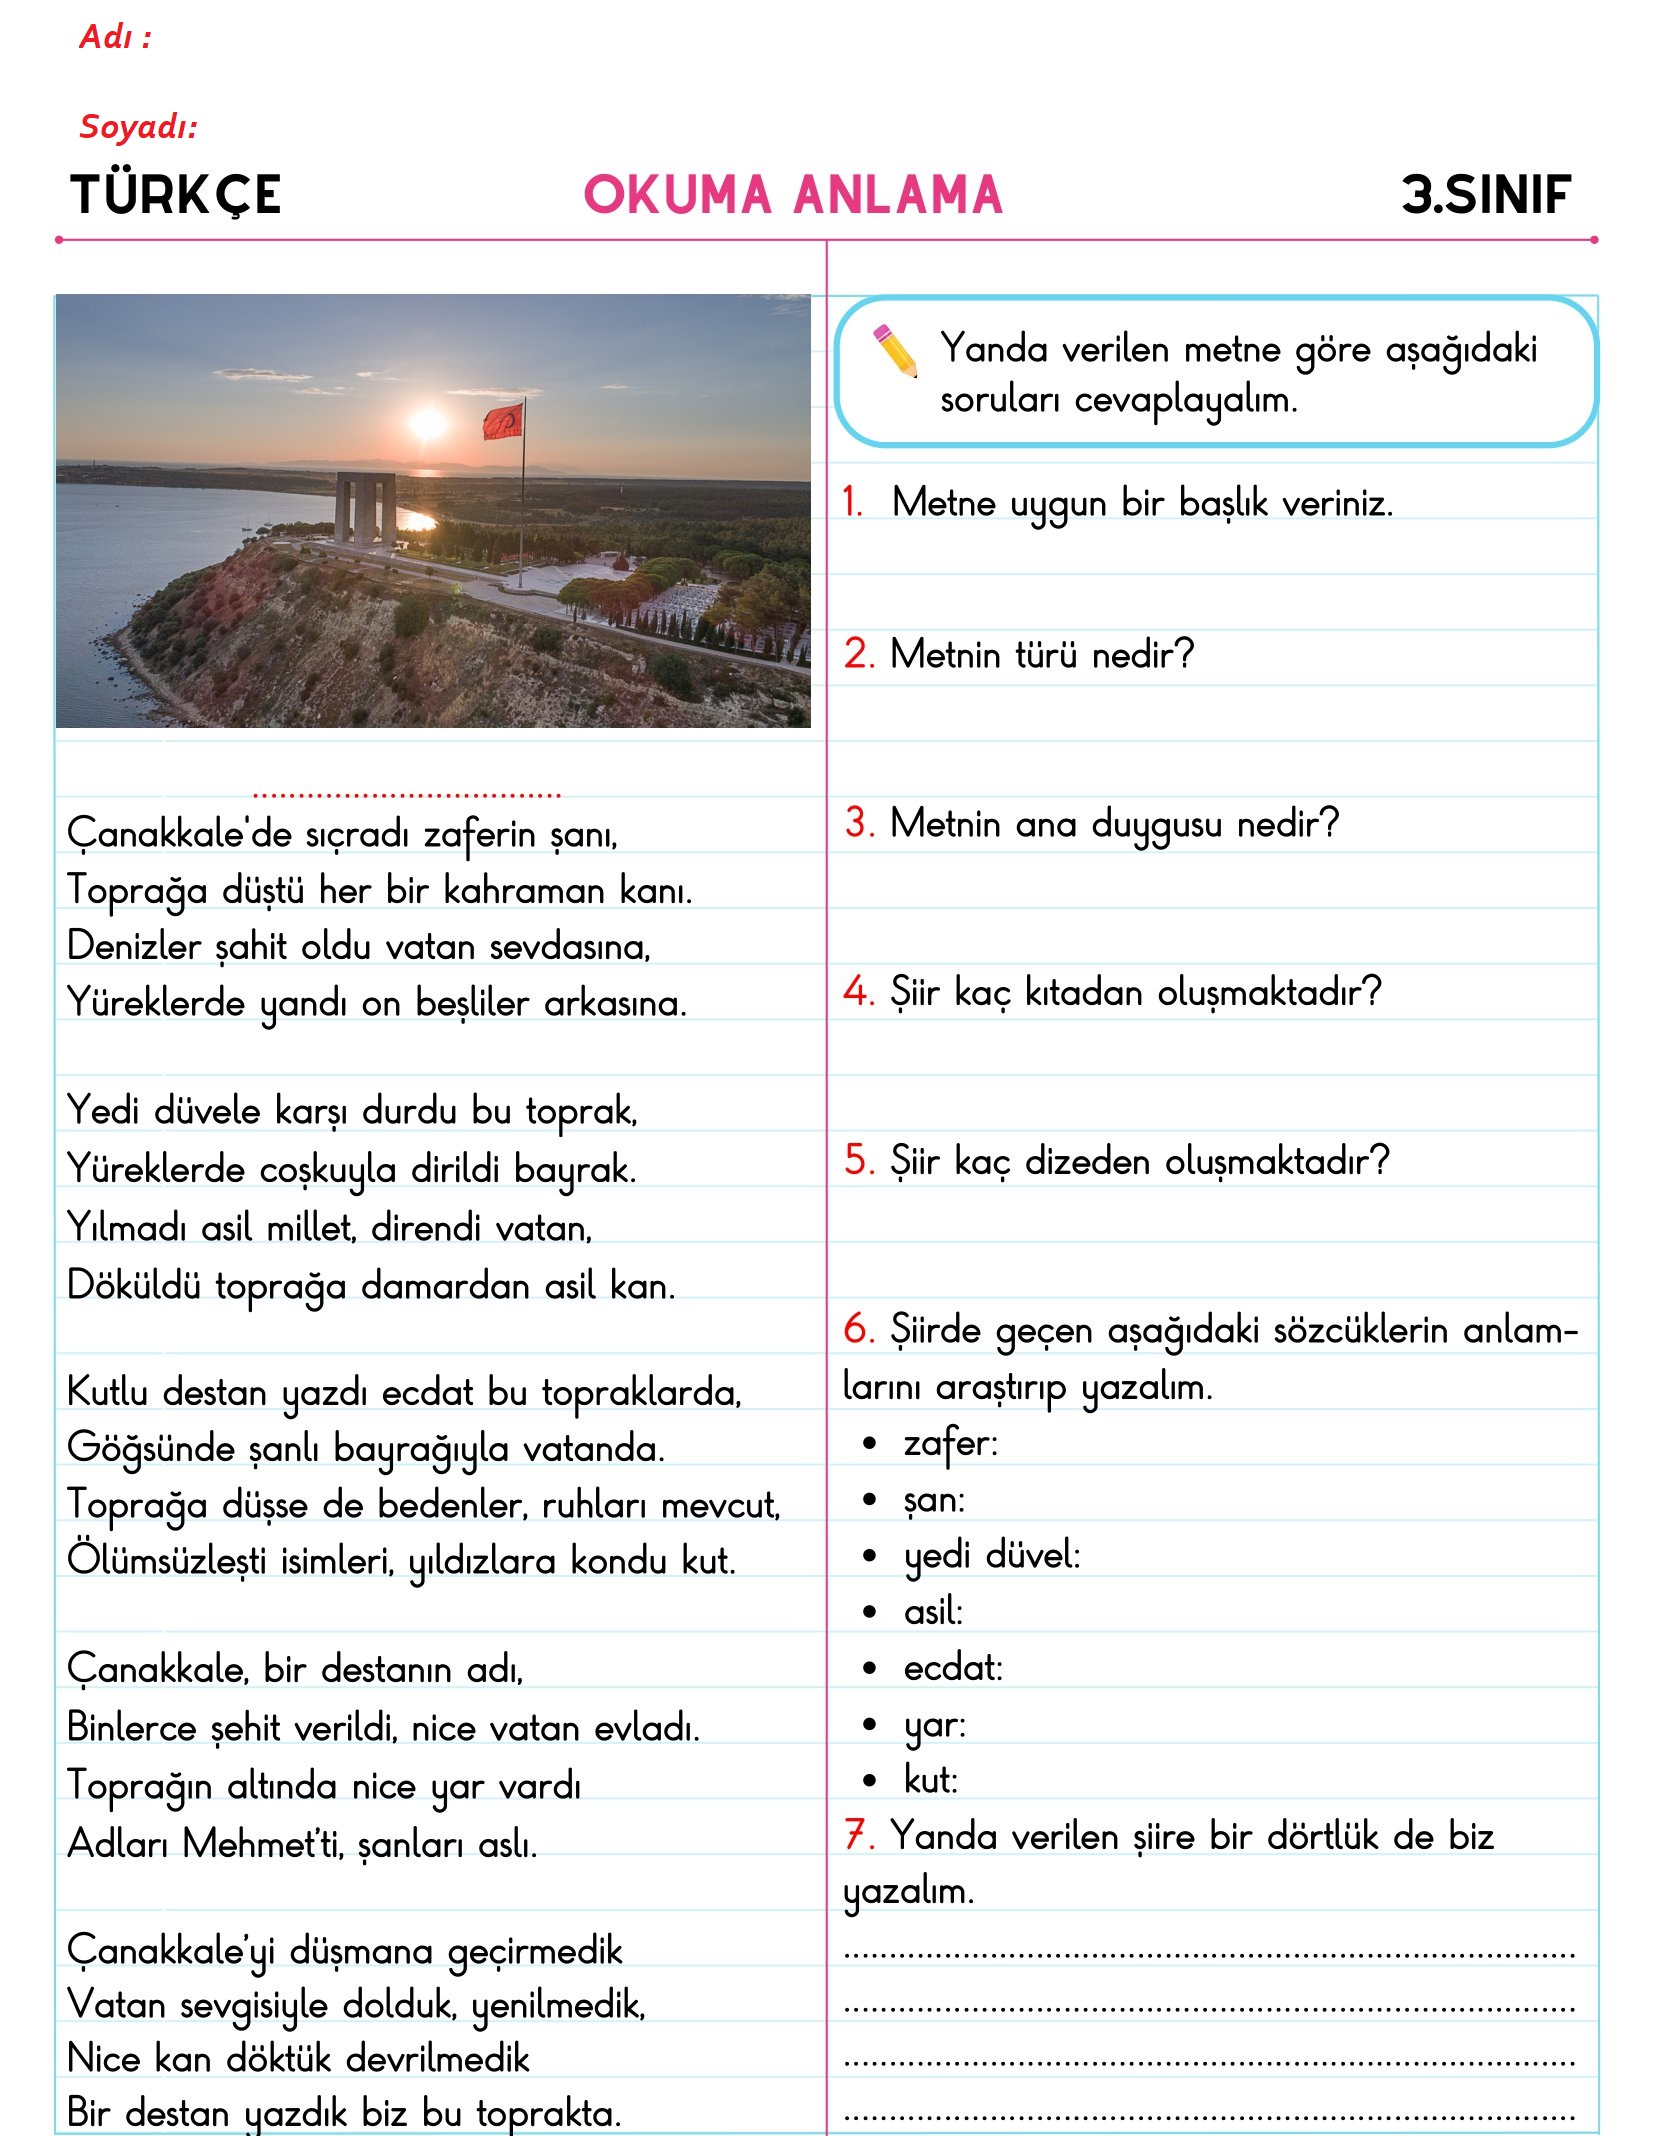 Adı :
Soyadı:
TÜRKÇE
OKUMA ANLAMA
3.SINIF
..................................
Çanakkale'de sıçradı zaferin şanı,
Toprağa düştü her bir kahraman kanı.
Denizler şahit oldu vatan sevdasına,
Yüreklerde yandı on beşliler arkasına.
Yedi düvele karşı durdu bu toprak,
Yüreklerde coşkuyla dirildi bayrak.
Yılmadı asil millet, direndi vatan,
Döküldü toprağa damardan asil kan.
Kutlu destan yazdı ecdat bu topraklarda,
Göğsünde şanlı bayrağıyla vatanda.
Toprağa düşse de bedenler, ruhları mevcut,
Ölümsüzleşti isimleri, yıldızlara kondu kut.
Çanakkale, bir destanın adı,
Binlerce şehit verildi, nice vatan evladı.
Toprağın altında nice yar vardı
Adları Mehmet'ti, şanları aslı.
Çanakkale'yi düşmana geçirmedik
Vatan sevgisiyle dolduk, yenilmedik,
Nice kan döktük devrilmedik
Bir destan yazdık biz bu toprakta.
Yanda verilen metne göre aşağıdaki
soruları cevaplayalım.
1. Metne uygun bir başlık veriniz.
2. Metnin türü nedir?
3. Metnin ana duygusu nedir?
4. Şiir kaç kıtadan oluşmaktadır?
5. Şiir kaç dizeden oluşmaktadır?
6. Şiirde geçen aşağıdaki sözcüklerin anlam-
larını araştırıp yazalım.
• zafer:
• şan:
• yedi düvel:
• asil:
• ecdat:
• yar:
• kut:
7. Yanda verilen şiire bir dörtlük de biz
yazalım.
................................................................................
................................................................................
................................................................................
................................................................................